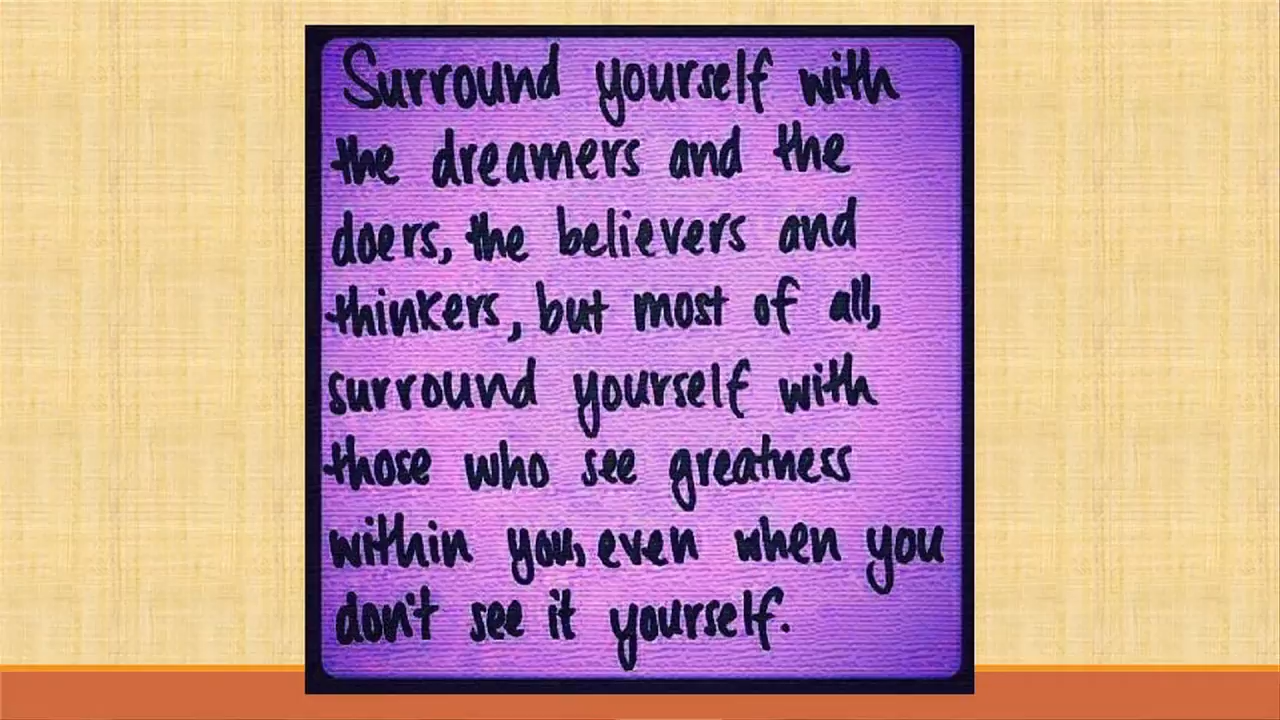 Surround yourself with
the dreamers and the
doers, the believers and
thinkers, but most of all,
surround yourself with
those who see greatness
within you, even when you
don't see it yourself.